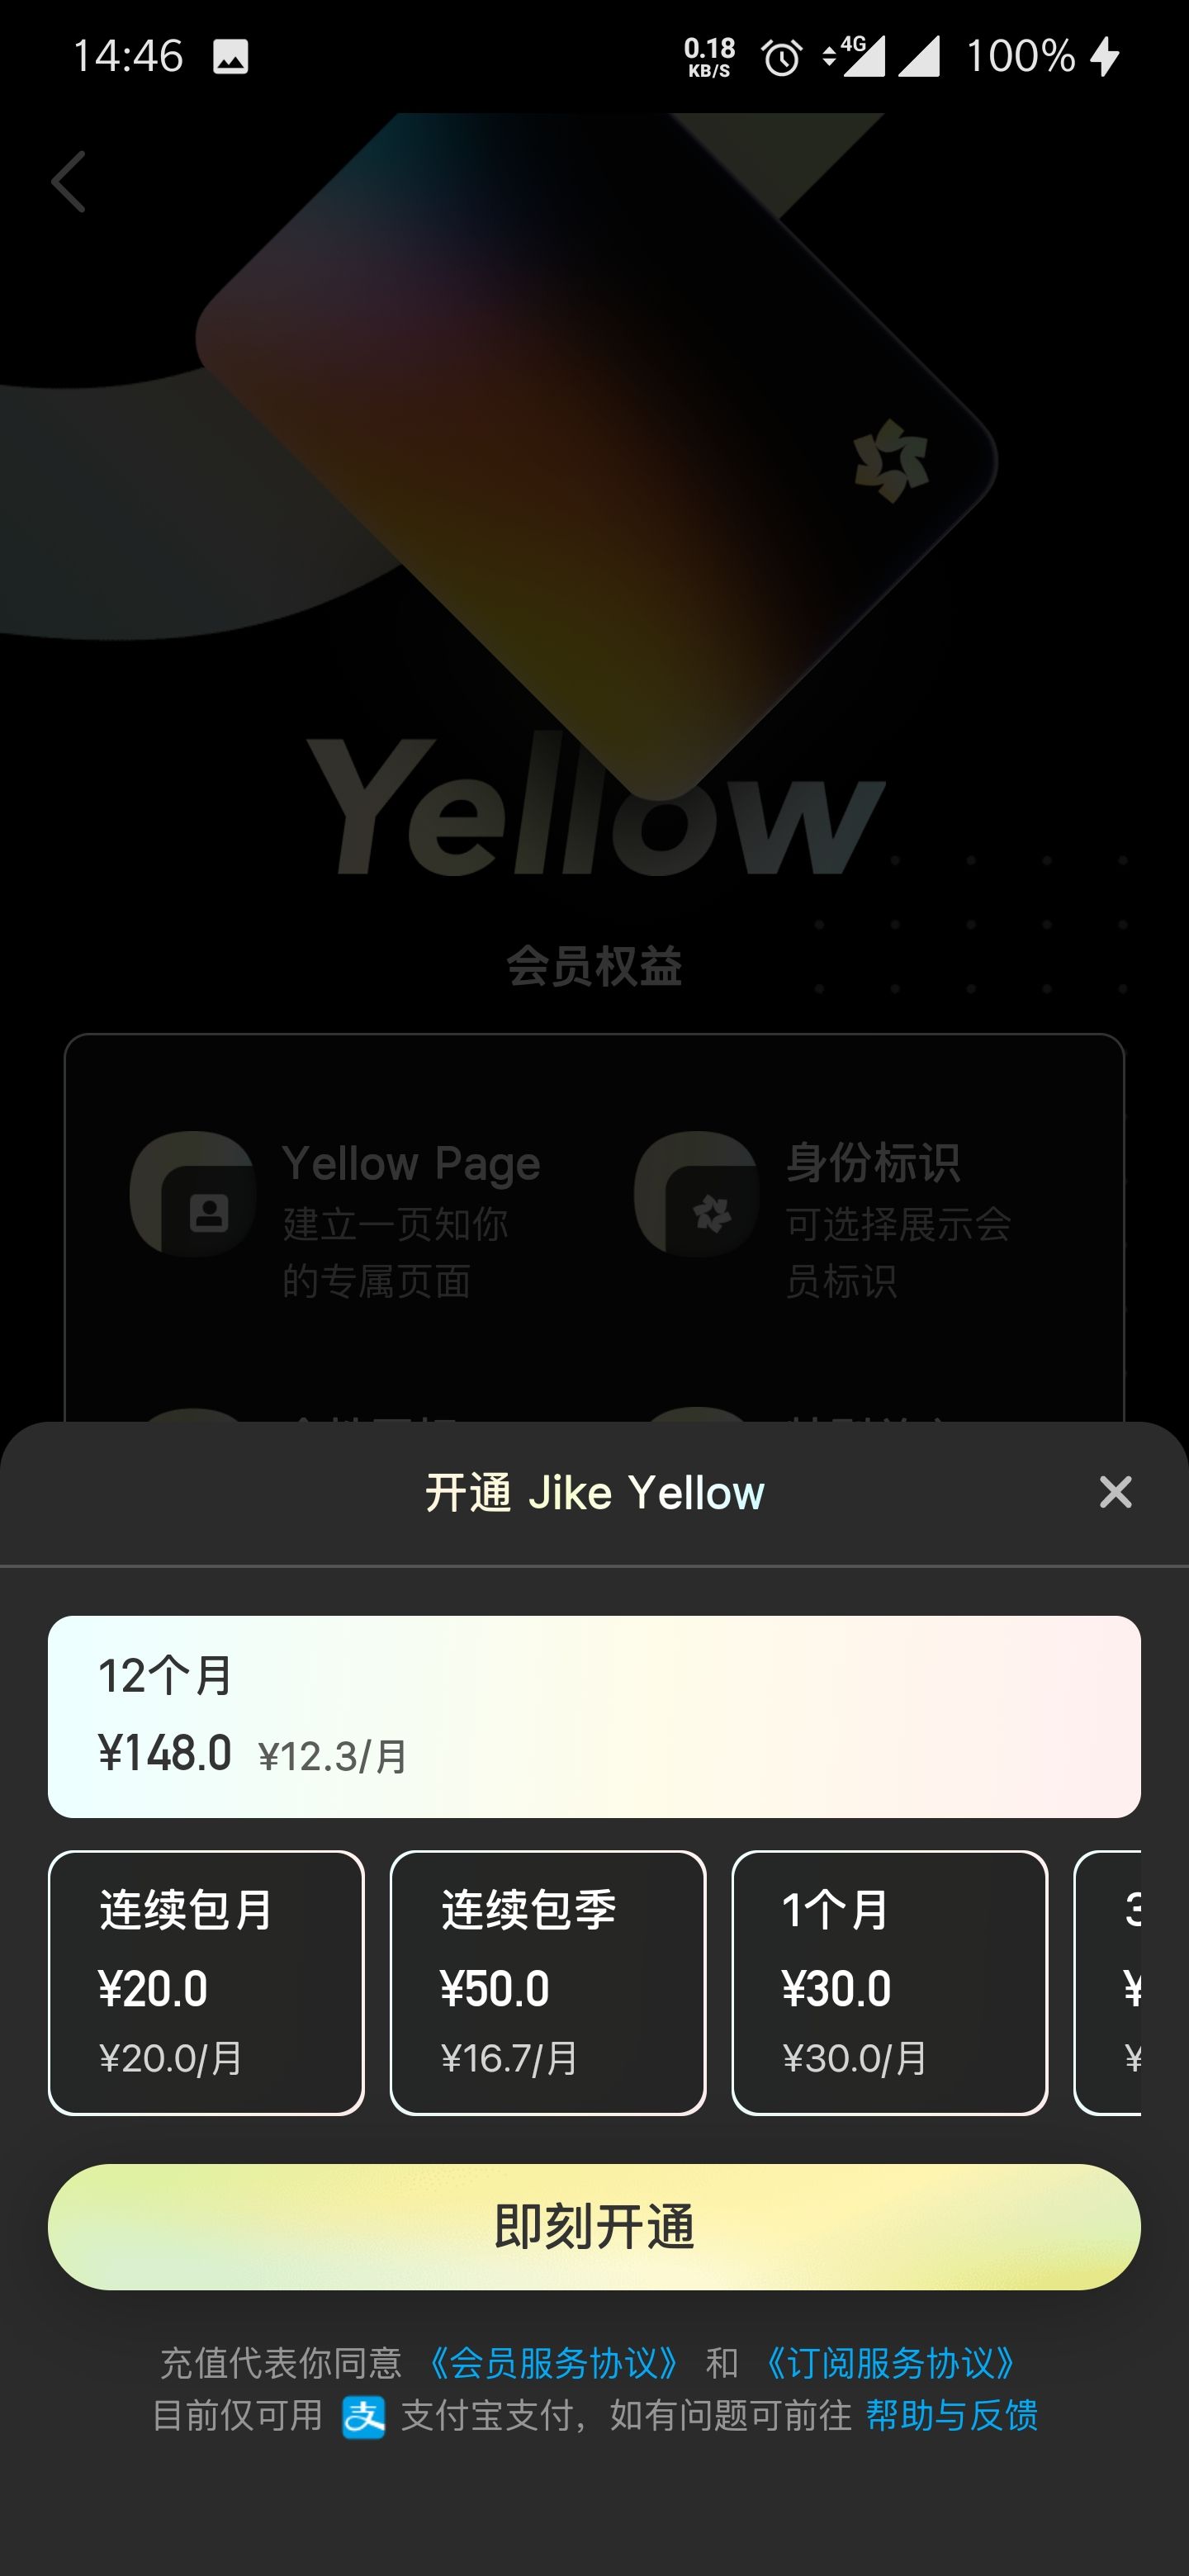 14:46
0.18
KB/S
4G
100%
Yellow
会员权益
Yellow Page
建立一页知你
的专属页面
身份标识
可选择展示会
员标识
开通 Jike Yellow
12个月
¥148.0 ¥12.3/月
连续包月
¥20.0
¥20.0/月
连续包季
¥50.0
¥16.7/月
1个月
¥30.0
¥30.0/月
¥
¥
即刻开通
充值代表你同意 《会员服务协议》 和 《订阅服务协议》
目前仅可用 支 支付宝支付，如有问题可前往 帮助与反馈